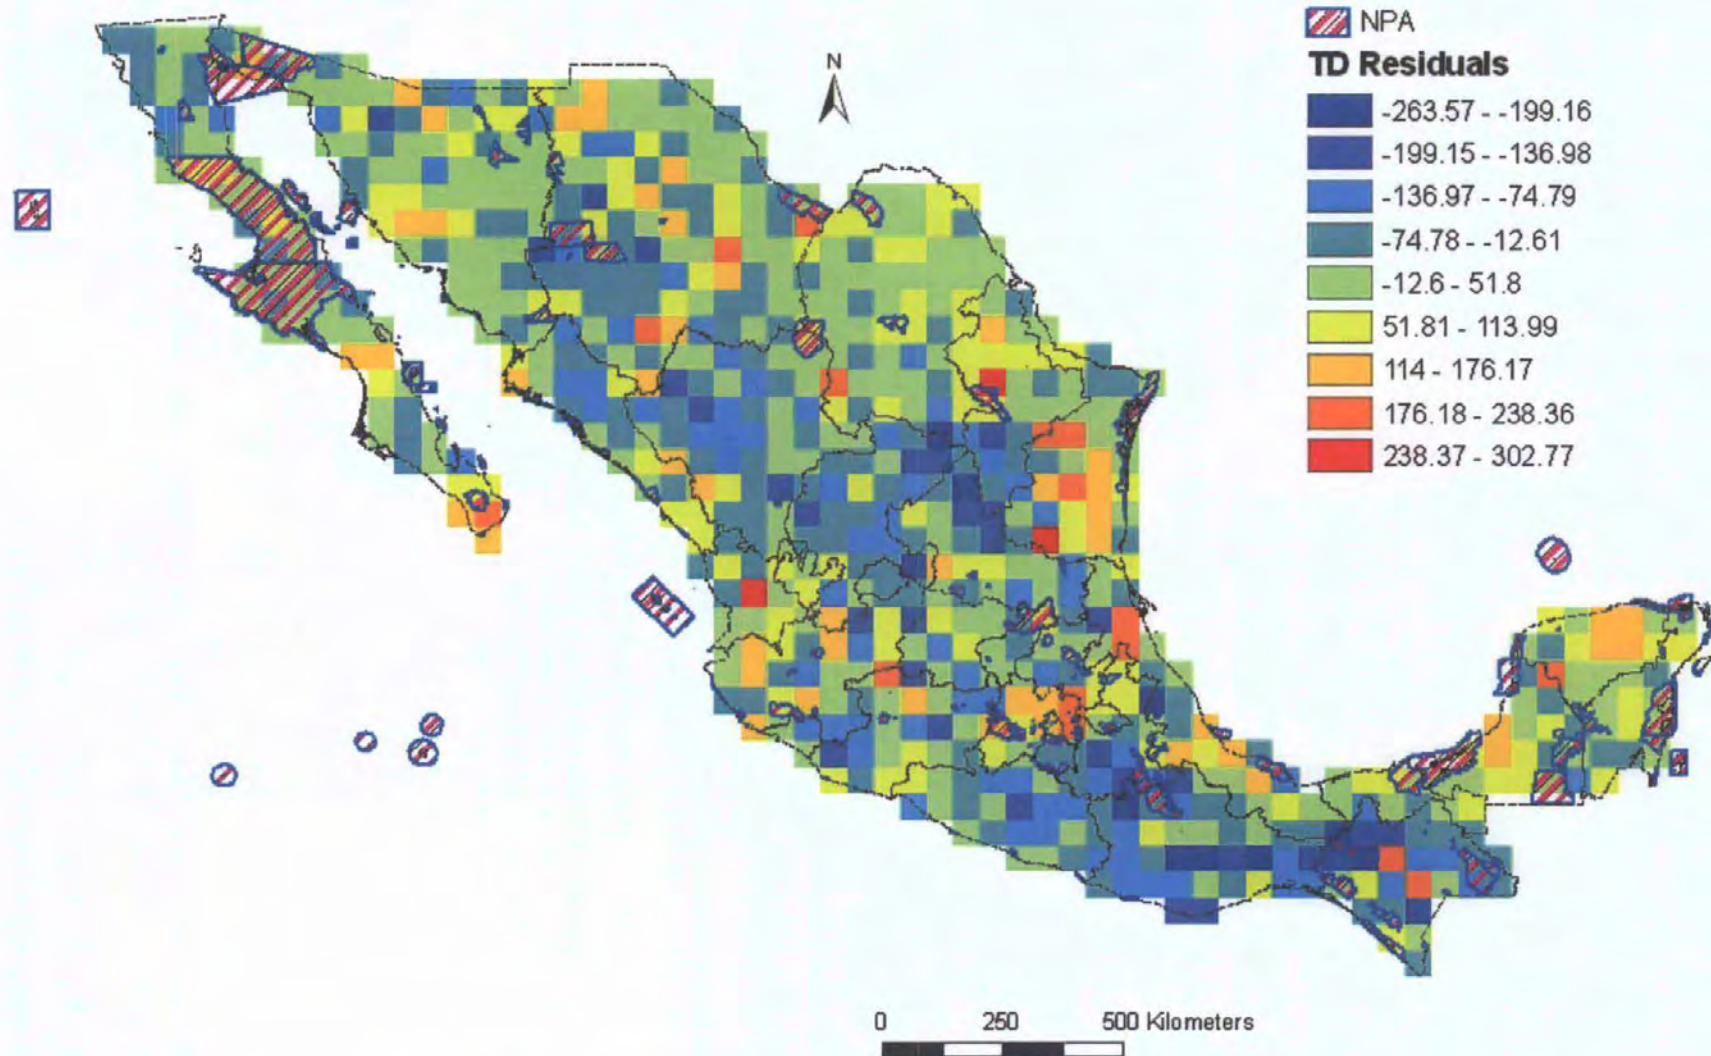 NPA
TD Residuals
-263.57 - -199.16
-199.15 - -136.98
-136.97 - -74.79
-74.78 - -12.61
-12.6 - 51.8
51.81 - 113.99
114 - 176.17
176.18 - 238.36
238.37 - 302.77
N
0 250 500 Kilometers